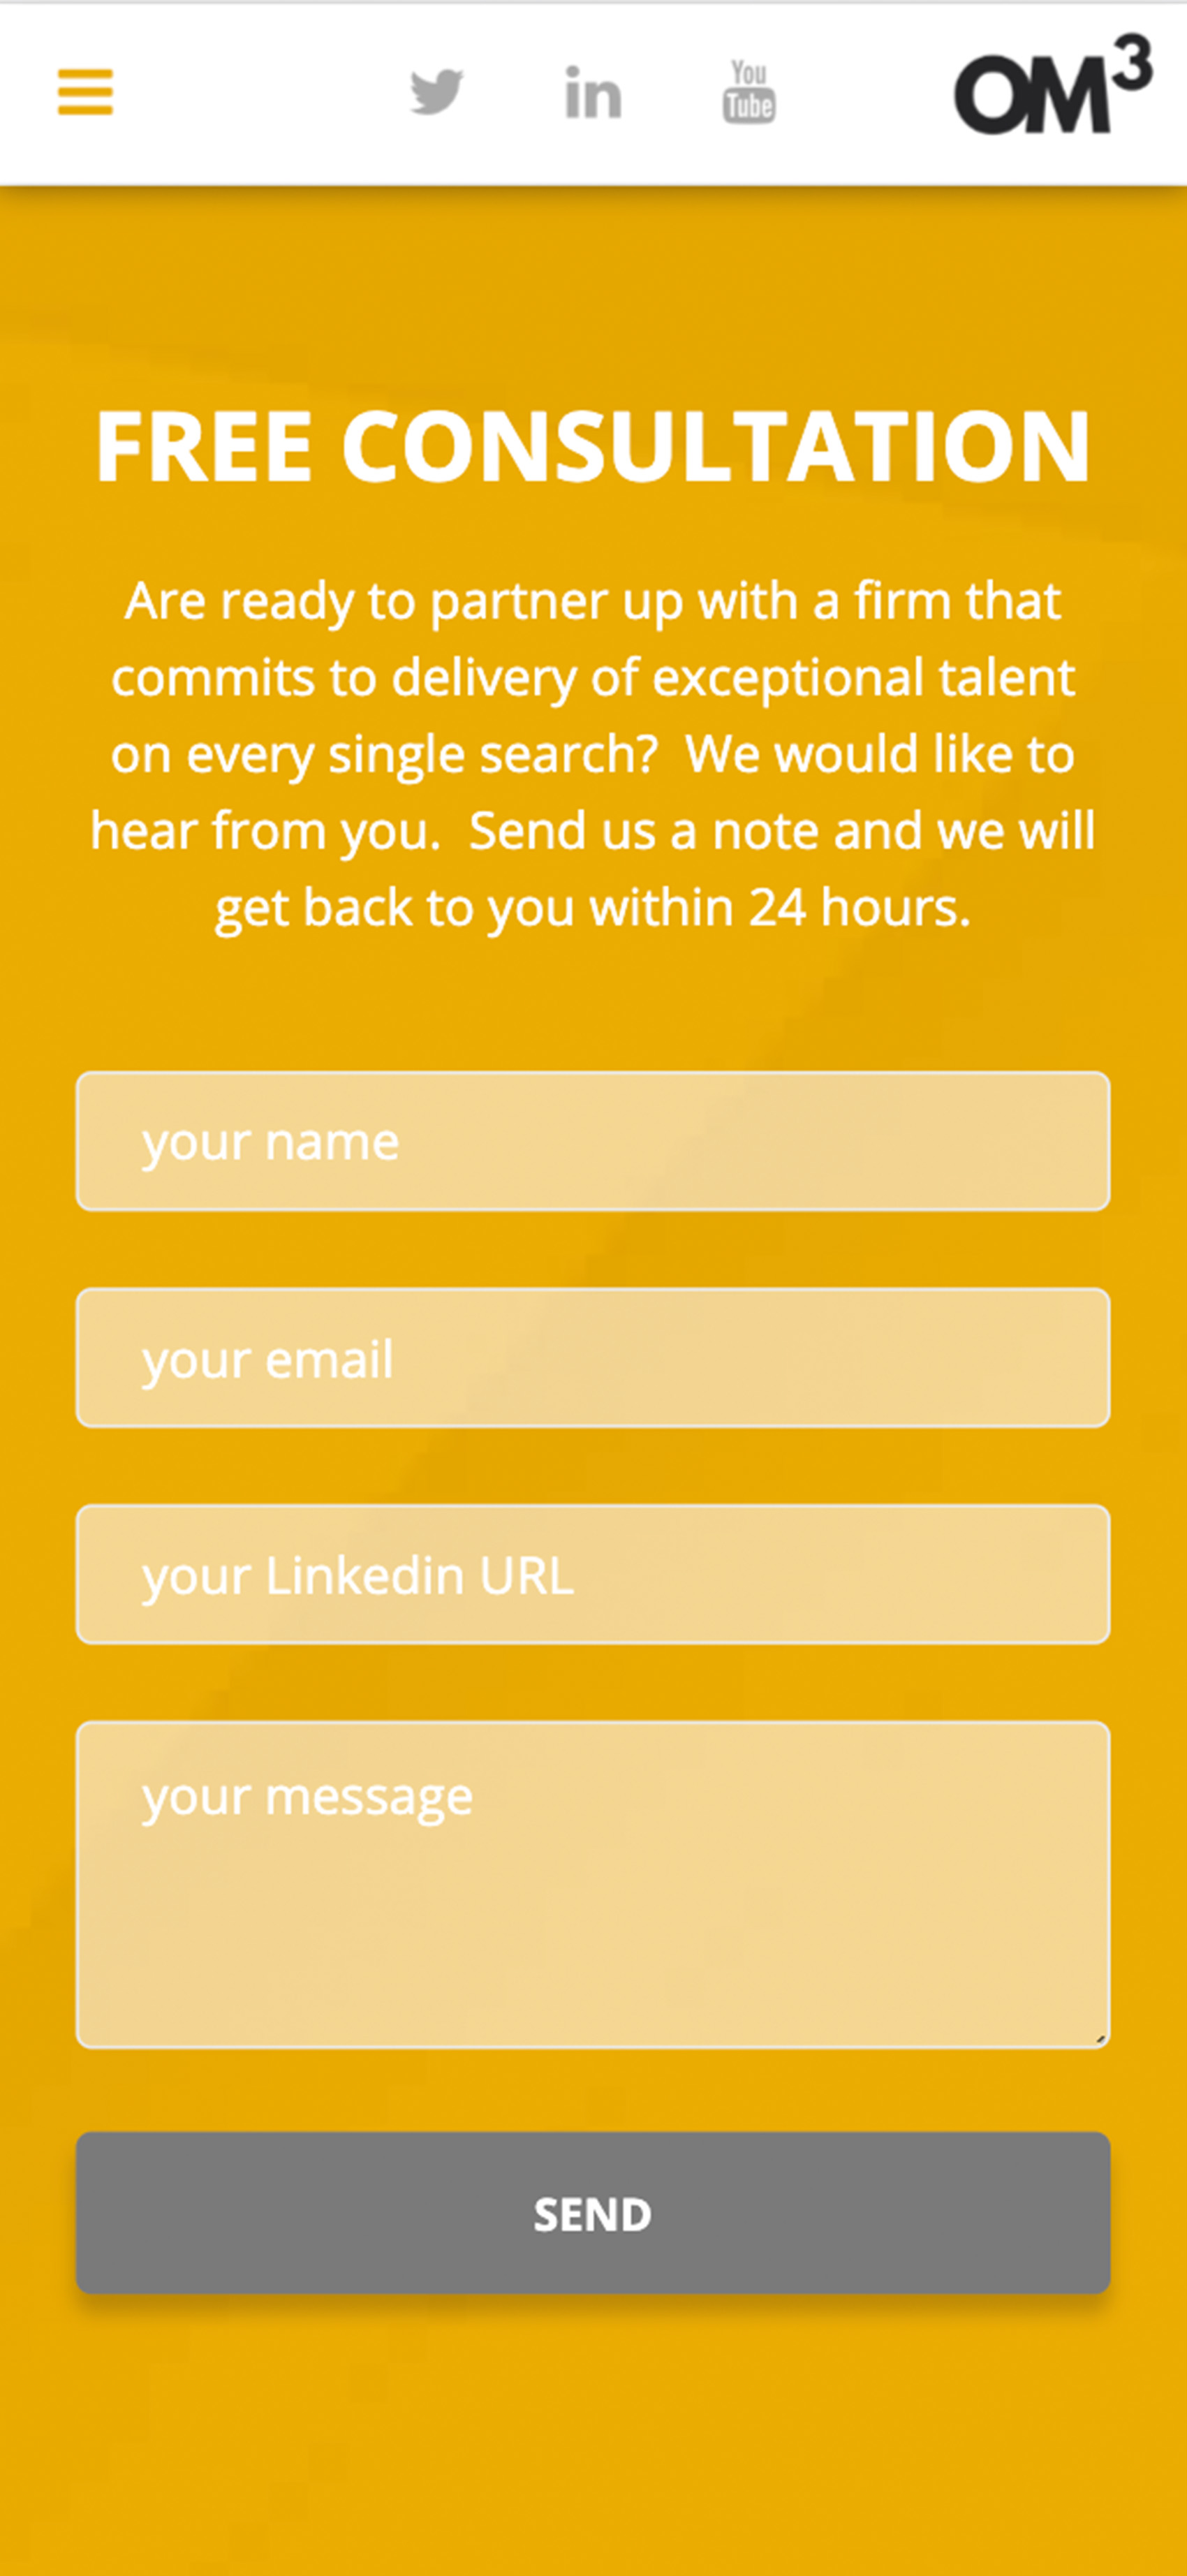 in
You
Tube
OM³
FREE CONSULTATION
Are ready to partner up with a firm that
commits to delivery of exceptional talent
on every single search?  We would like to
hear from you.  Send us a note and we will
get back to you within 24 hours.
your name
your email
your Linkedin URL
your message
SEND